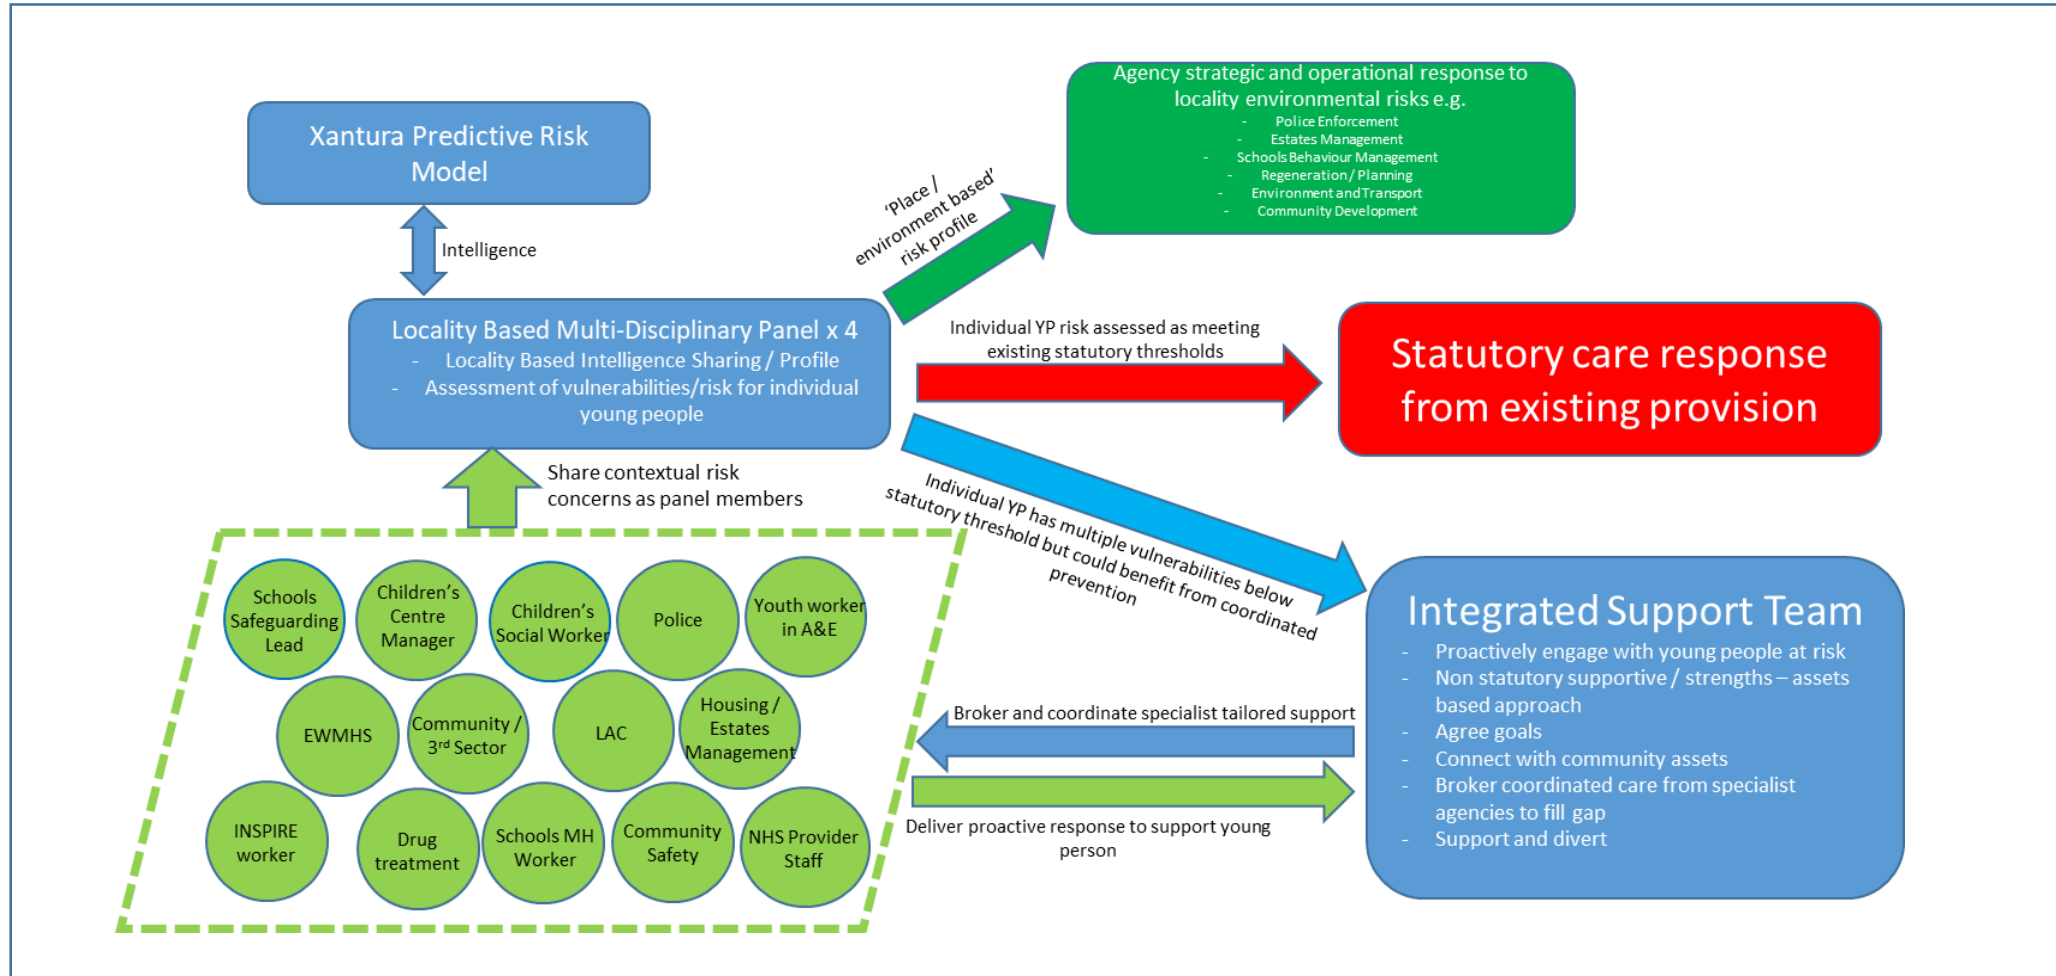 Xantura Predictive Risk
Model
Intelligence
Locality Based Multi-Disciplinary Panel x 4
- Locality Based Intelligence Sharing / Profile
- Assessment of vulnerabilities/risk for individual
young people
Share contextual risk
concerns as panel members
Schools
Safeguarding
Lead
Children’s
Centre
Manager
Children’s
Social Worker
Police
Youth worker
in A&E
EWMHS
Community /
3rd Sector
LAC
Housing /
Estates
Management
INSPIRE
worker
Drug
treatment
Schools MH
Worker
Community
Safety
NHS Provider
Staff
‘Place /
environment based’
risk profile
Agency strategic and operational response to
locality environmental risks e.g.
- Police Enforcement
- Estates Management
- Schools Behaviour Management
- Regeneration / Planning
- Environment and Transport
- Community Development
Individual YP risk assessed as meeting
existing statutory thresholds
Statutory care response
from existing provision
Individual YP has multiple vulnerabilities below
statutory threshold but could benefit from coordinated
prevention
Integrated Support Team
- Proactively engage with young people at risk
- Non statutory supportive / strengths – assets
based approach
- Agree goals
- Connect with community assets
- Broker coordinated care from specialist
agencies to fill gap
- Support and divert
Broker and coordinate specialist tailored support
Deliver proactive response to support young
person